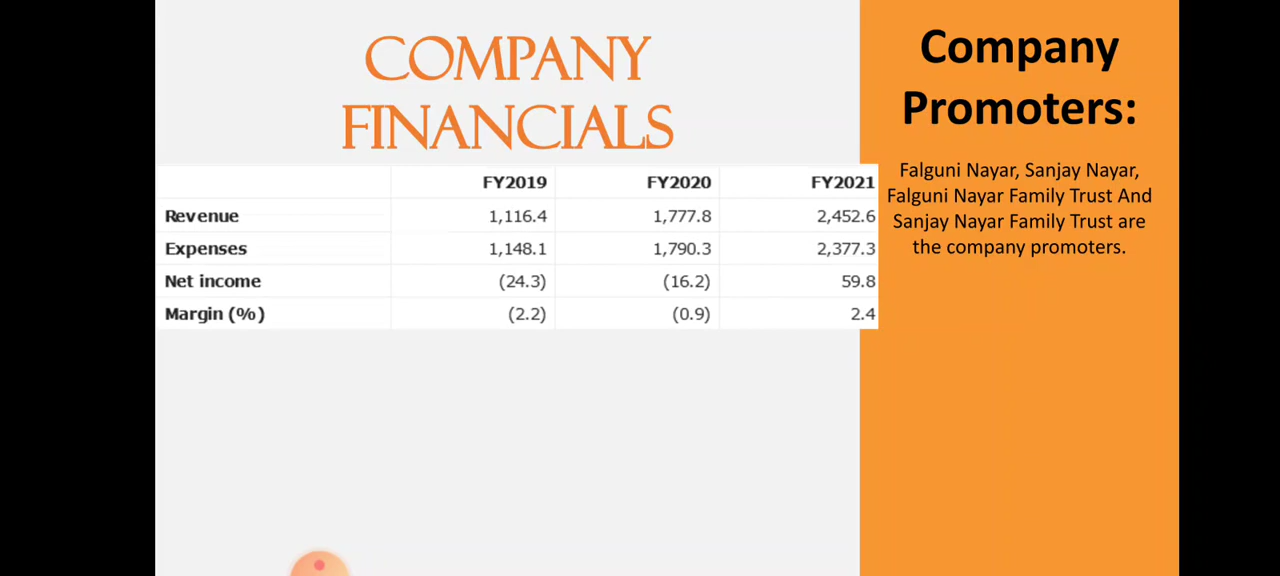 COMPANY
FINANCIALS
FY2019 FY2020 FY2021
Revenue 1,116.4 1,777.8 2,452.6
Expenses 1,148.1 1,790.3 2,377.3
Net income (24.3) (16.2) 59.8
Margin (%) (2.2) (0.9) 2.4
Company
Promoters:
Falguni Nayar, Sanjay Nayar,
Falguni Nayar Family Trust And
Sanjay Nayar Family Trust are
the company promoters.